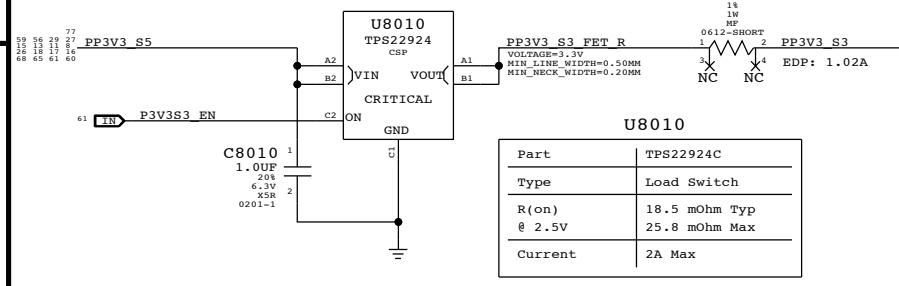 77
59 56 29 27
15 13 11 8
26 18 17 16
68 65 61 60
PP3V3_S5
U8010
TPS22924
CSP
A2
B2
VIN
VOUT
A1
B1
CRITICAL
C2
ON
GND
C1
61
IN
P3V3S3_EN
C8010
1.0UF
20%
6.3V
X5R
0201-1
1
2
PP3V3_S3_FET_R
VOLTAGE=3.3V
MIN_LINE_WIDTH=0.50MM
MIN_NECK_WIDTH=0.20MM
1%
1W
MF
0612-SHORT
1
2
3
4
NC
NC
PP3V3_S3
EDP: 1.02A
U8010
Part TPS22924C
Type Load Switch
R(on) 18.5 mOhm Typ
@ 2.5V 25.8 mOhm Max
Current 2A Max